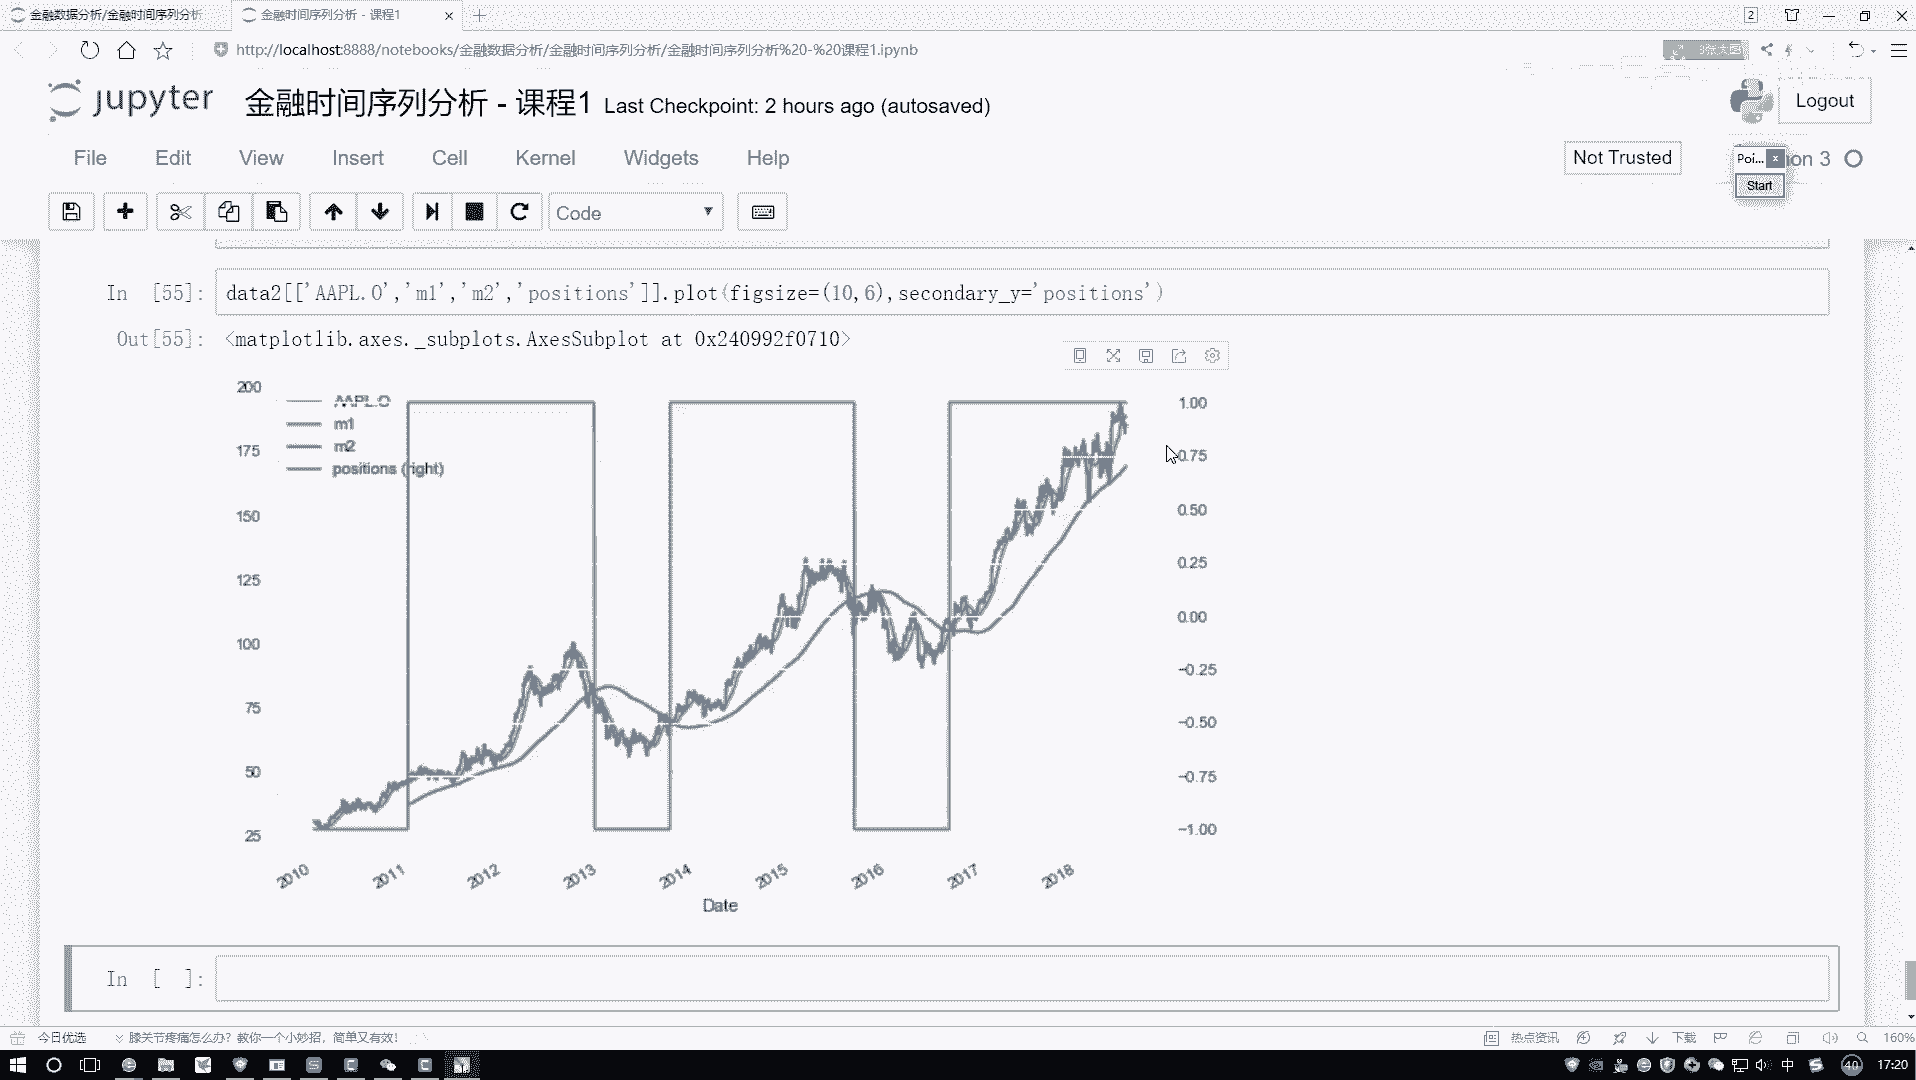 金融数据分析/金融时间序列分析
金融时间序列分析 - 课程1
2
http://localhost:8888/notebooks/金融数据分析/金融时间序列分析/金融时间序列分析%20-%20课程1.ipynb
jupyter
金融时间序列分析 - 课程1 Last Checkpoint: 2 hours ago (autosaved)
Logout
File Edit View Insert Cell Kernel Widgets Help
Not Trusted
Poi...
on 3
Start
Code
In [55]: data2[['AAPL.O','m1','m2','positions']].plot(figsize=(10,6),secondary_y='positions')
Out[55]: <matplotlib.axes._subplots.AxesSubplot at 0x240992f0710>
200
175
150
125
100
75
50
25
AAPL.O
m1
m2
positions (right)
1.00
0.75
0.50
0.25
0.00
−0.25
−0.50
−0.75
−1.00
2010 2011 2012 2013 2014 2015 2016 2017 2018
Date
In [ ]:
今日优选
膝关节疼痛怎么办？教你一个小妙招，简单又有效！
热点资讯
下载
160%
中
40
17:20